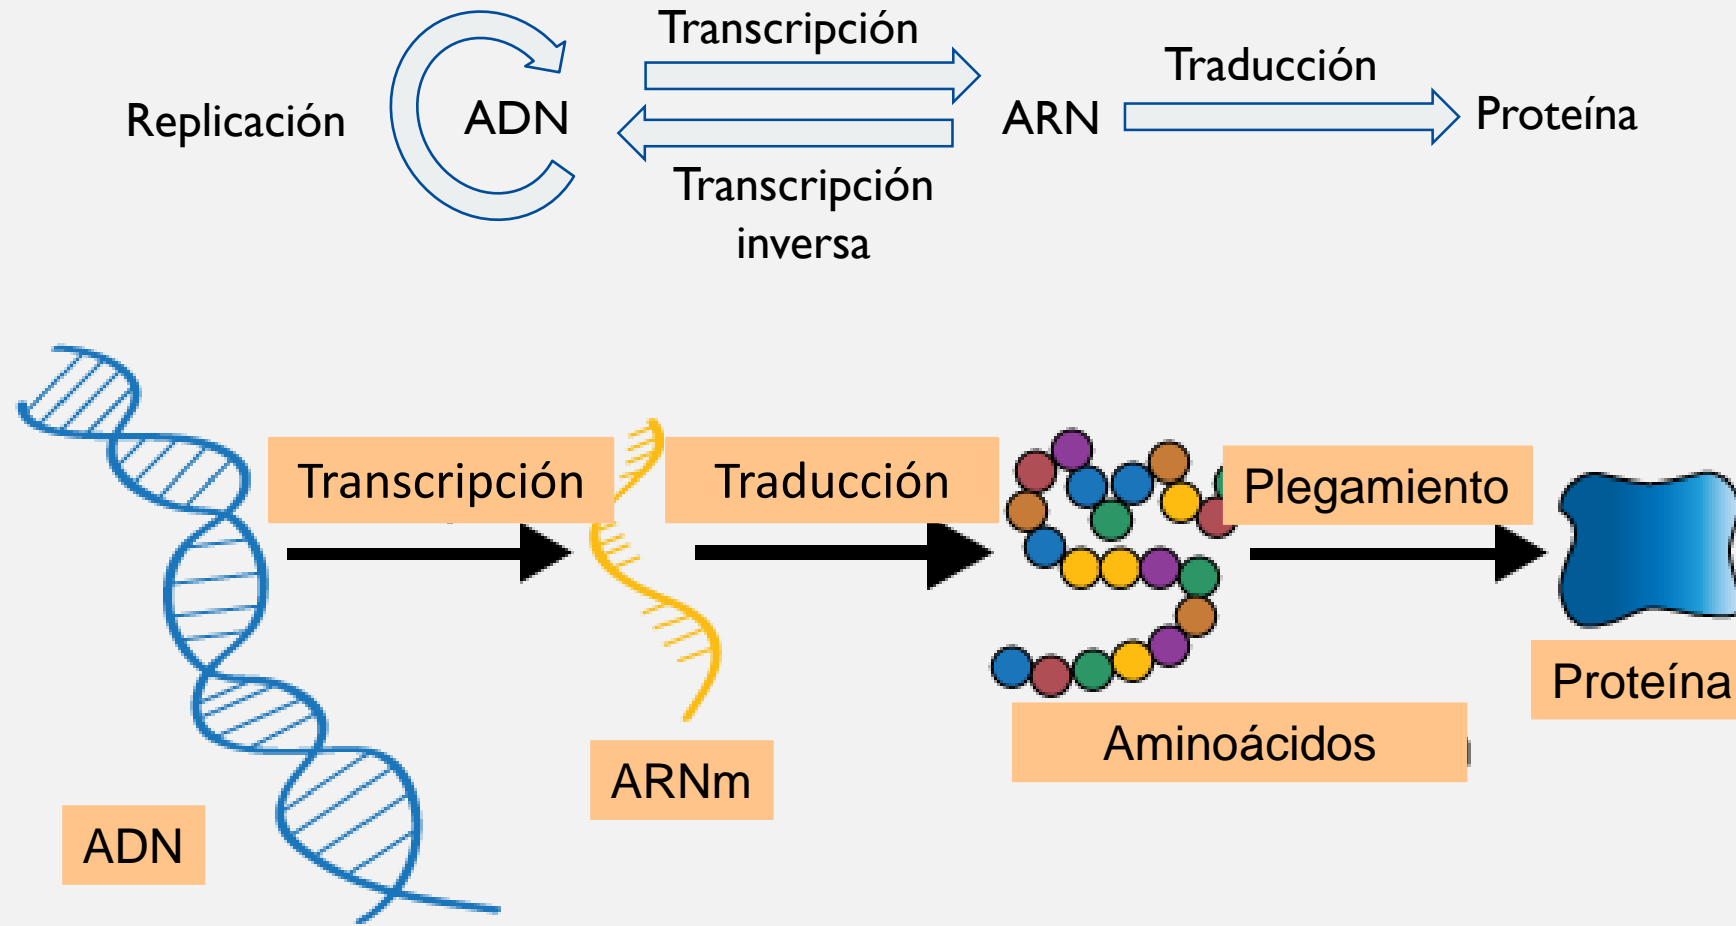 Transcripción
Traducción
Replicación
ADN
ARN
Proteína
Transcripción
inversa
Transcripción
Traducción
Plegamiento
Proteína
Aminoácidos
ARNm
ADN